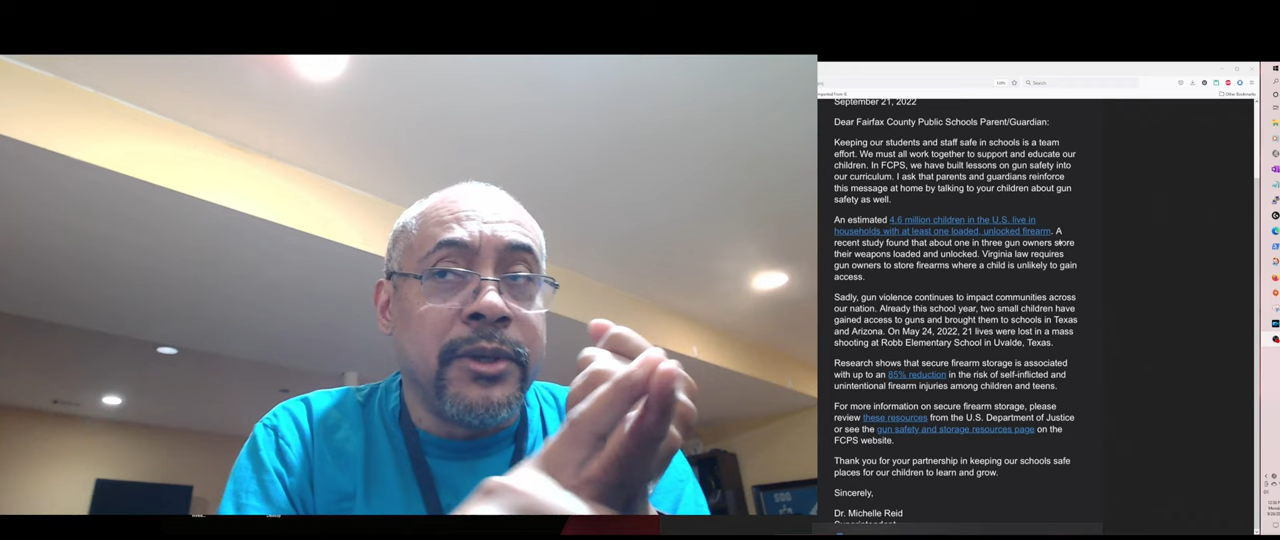 120%
Search
Other Bookmarks
September 21, 2022
Dear Fairfax County Public Schools Parent/Guardian:
Keeping our students and staff safe in schools is a team
effort. We must all work together to support and educate our
children. In FCPS, we have built lessons on gun safety into
our curriculum. I ask that parents and guardians reinforce
this message at home by talking to your children about gun
safety as well.
An estimated 4.6 million children in the U.S. live in
households with at least one loaded, unlocked firearm. A
recent study found that about one in three gun owners store
their weapons loaded and unlocked. Virginia law requires
gun owners to store firearms where a child is unlikely to gain
access.
Sadly, gun violence continues to impact communities across
our nation. Already this school year, two small children have
gained access to guns and brought them to schools in Texas
and Arizona. On May 24, 2022, 21 lives were lost in a mass
shooting at Robb Elementary School in Uvalde, Texas.
Research shows that secure firearm storage is associated
with up to an 85% reduction in the risk of self-inflicted and
unintentional firearm injuries among children and teens.
For more information on secure firearm storage, please
review these resources from the U.S. Department of Justice
or see the gun safety and storage resources page on the
FCPS website.
Thank you for your partnership in keeping our schools safe
places for our children to learn and grow.
Sincerely,
Dr. Michelle Reid
Superintendent